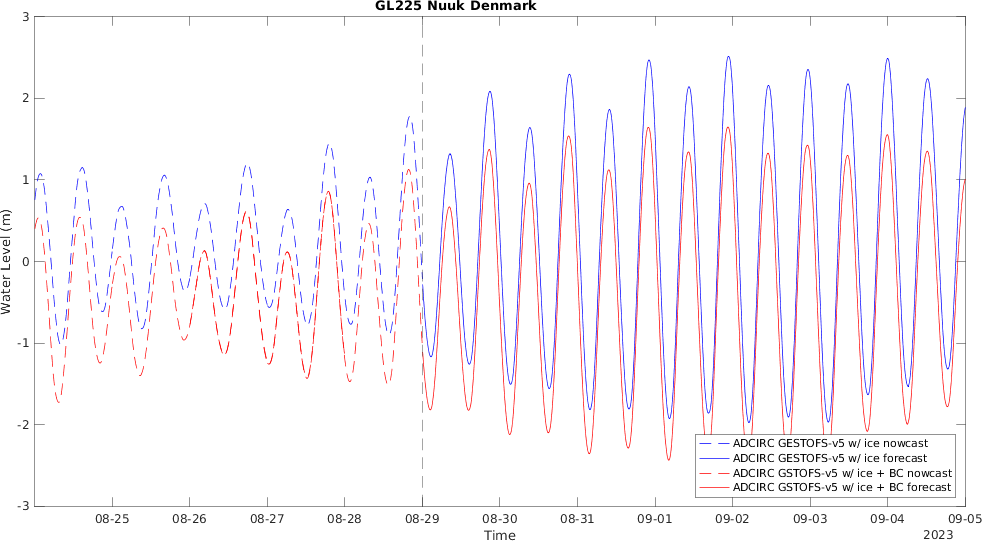 GL225 Nuuk Denmark
3
2
1
0
-1
-2
-3
Water Level (m)
ADCIRC GESTOFS-v5 w/ ice nowcast
ADCIRC GESTOFS-v5 w/ ice forecast
ADCIRC GSTOFS-v5 w/ ice + BC nowcast
ADCIRC GSTOFS-v5 w/ ice + BC forecast
08-25 08-26 08-27 08-28 08-29 08-30 08-31 09-01 09-02 09-03 09-04 09-05
Time
2023